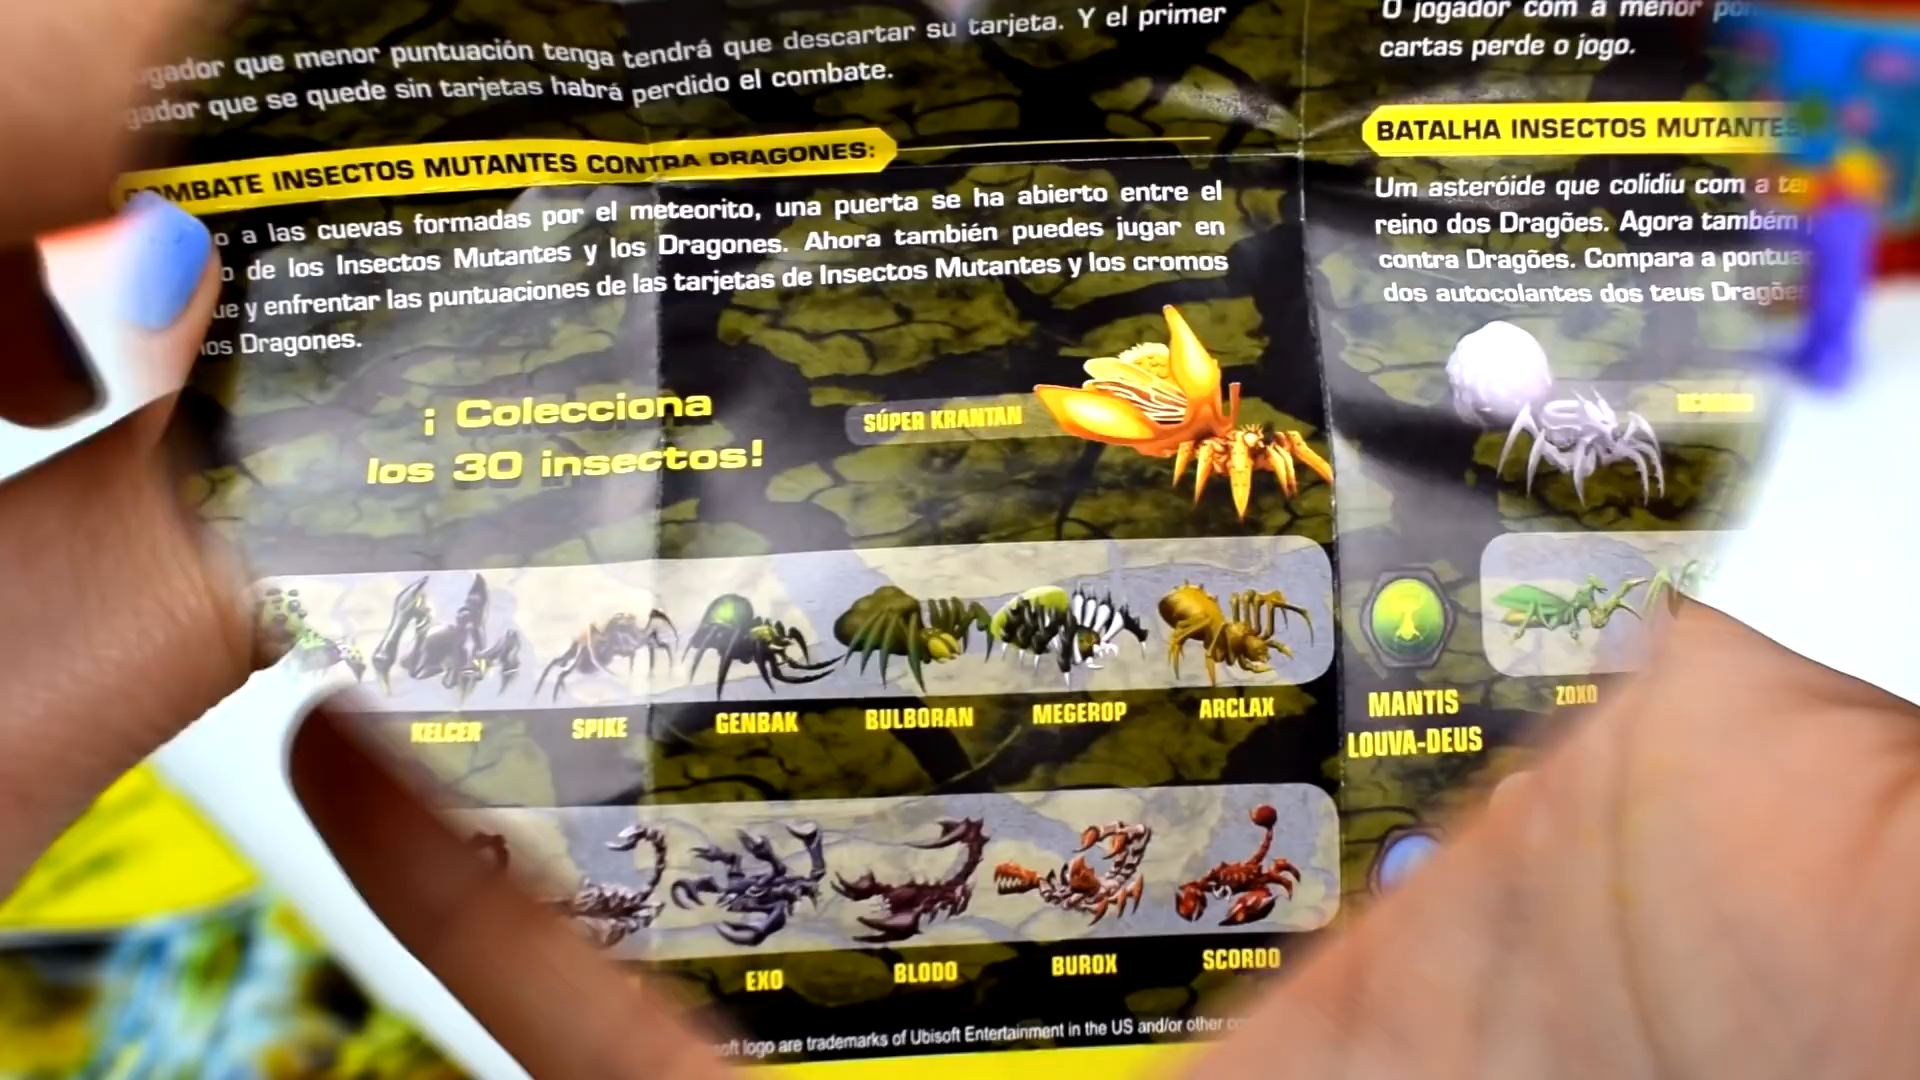 que menor puntuación tenga tendrá que descartar su tarjeta. Y el primer
que se quede sin tarjetas habrá perdido el combate.
COMBATE INSECTOS MUTANTES CONTRA DRAGONES:
a las cuevas formadas por el meteorito, una puerta se ha abierto entre el
de los Insectos Mutantes y los Dragones. Ahora también puedes jugar en
y enfrentar las puntuaciones de las tarjetas de Insectos Mutantes y los cromos
los Dragones.
¡ Colecciona
los 30 insectos!
SÚPER KRANTAN
KELCER SPIKE GENBAK BULBORAN MEGEROP ARCLAX
EXO BLODO BUROX SCORDO
logo are trademarks of Ubisoft Entertainment in the US and/or other
O jogador com a menor
cartas perde o jogo.
BATALHA INSECTOS MUTANTES
Um asteróide que colidiu com a
reino dos Dragões. Agora também
contra Dragões. Compara a
dos autocolantes dos teus Dragões
MANTIS
LOUVA-DEUS
ZOXO